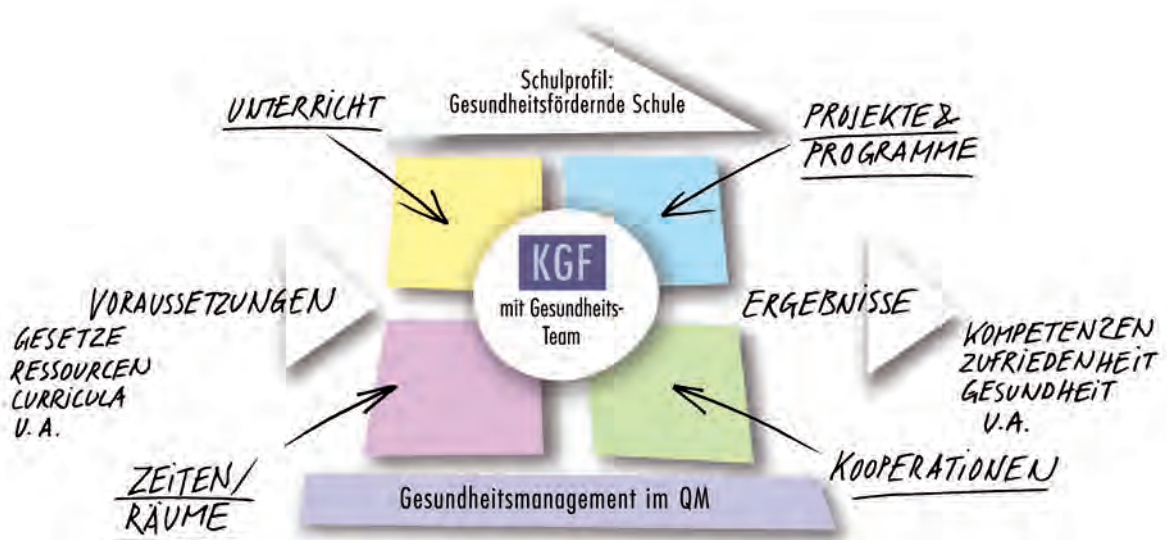 Schulprofil:
Gesundheitsfördernde Schule
UNTERRICHT
PROJEKTE &
PROGRAMME
KGF
mit Gesundheits-
Team
VORAUSSETZUNGEN
GESETZE
RESSOURCEN
CURRICULA
U. A.
ERGEBNISSE
KOMPETENZEN
ZUFRIEDENHEIT
GESUNDHEIT
U. A.
ZEITEN/
RÄUME
KOOPERATIONEN
Gesundheitsmanagement im QM